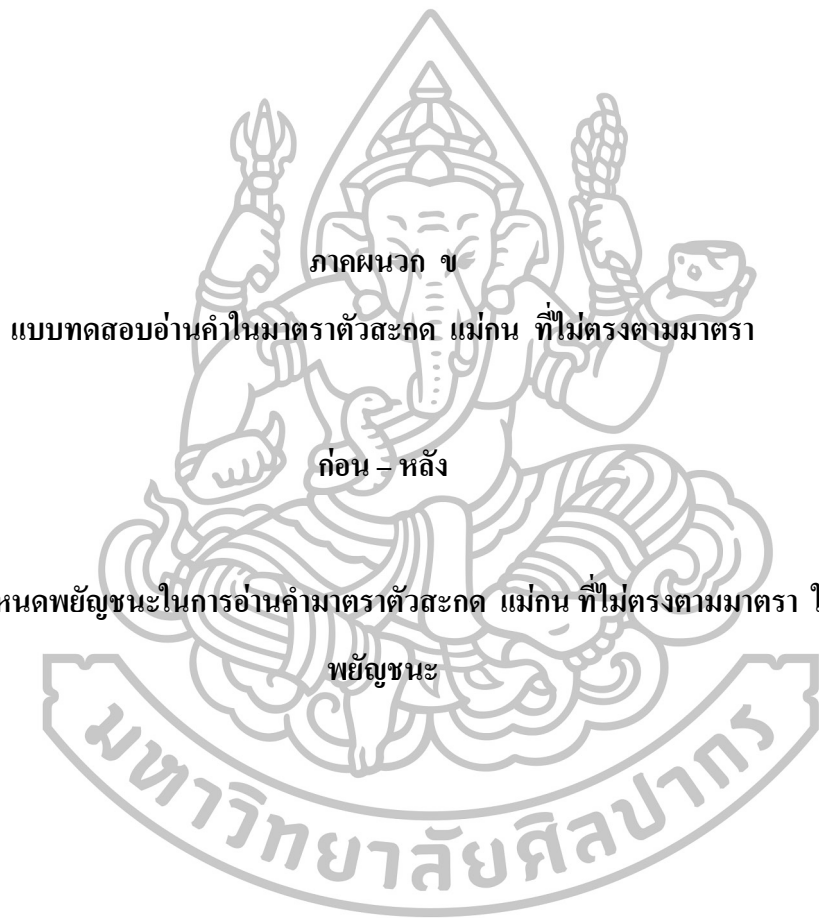 ภาคผนวก ข
แบบทดสอบอ่านคำในมาตราตัวสะกด แม่กน ที่ไม่ตรงตามมาตรา
ก่อน – หลัง
หนดพยัญชนะในการอ่านคำมาตราตัวสะกด แม่กน ที่ไม่ตรงตามมาตรา
พยัญชนะ
มหาวิทยาลัยศิลปากร